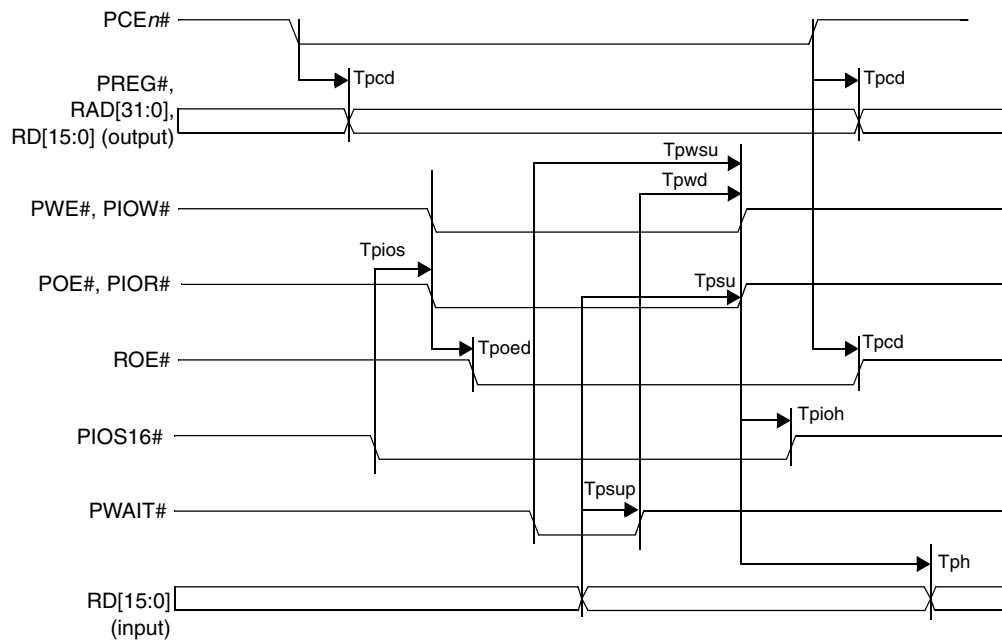 PCEn#
Tpcd
Tpcd
PREG#,
RAD[31:0],
RD[15:0] (output)
Tpwsu
Tpwd
PWE#, PIOW#
Tpios
POE#, PIOR#
Tpsu
Tpoed
Tpcd
ROE#
Tpioh
PIOS16#
Tpsup
PWAIT#
Tph
RD[15:0]
(input)